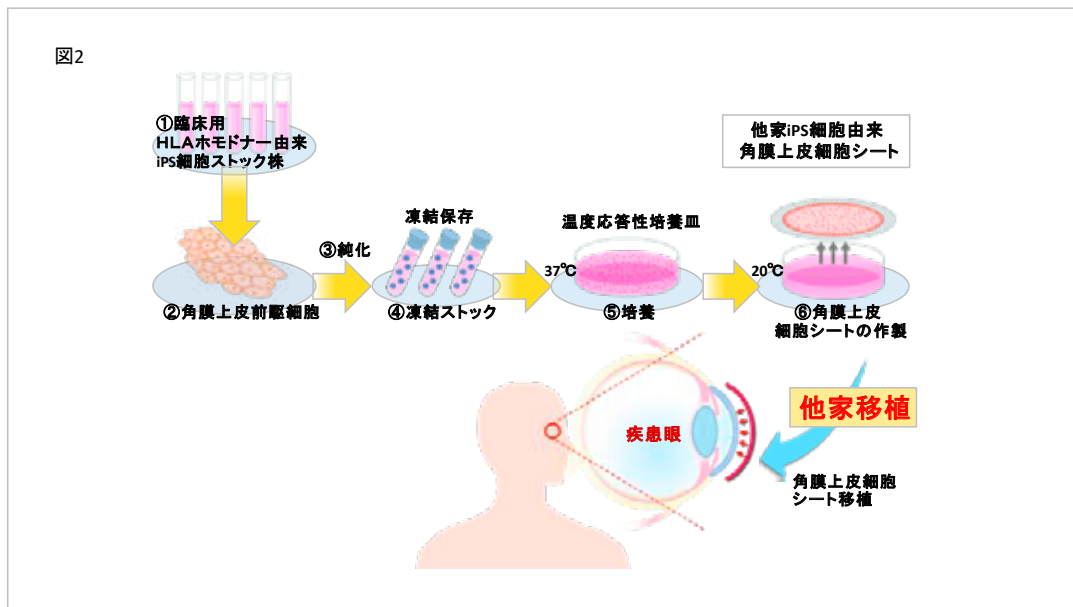 図2
①臨床用
HLAホモドナー由来
iPS細胞ストック株
他家iPS細胞由来
角膜上皮細胞シート
③純化
凍結保存
温度応答性培養皿
37℃
20℃
②角膜上皮前駆細胞
④凍結ストック
⑤培養
⑥角膜上皮
細胞シートの作製
他家移植
疾患眼
角膜上皮細胞
シート移植